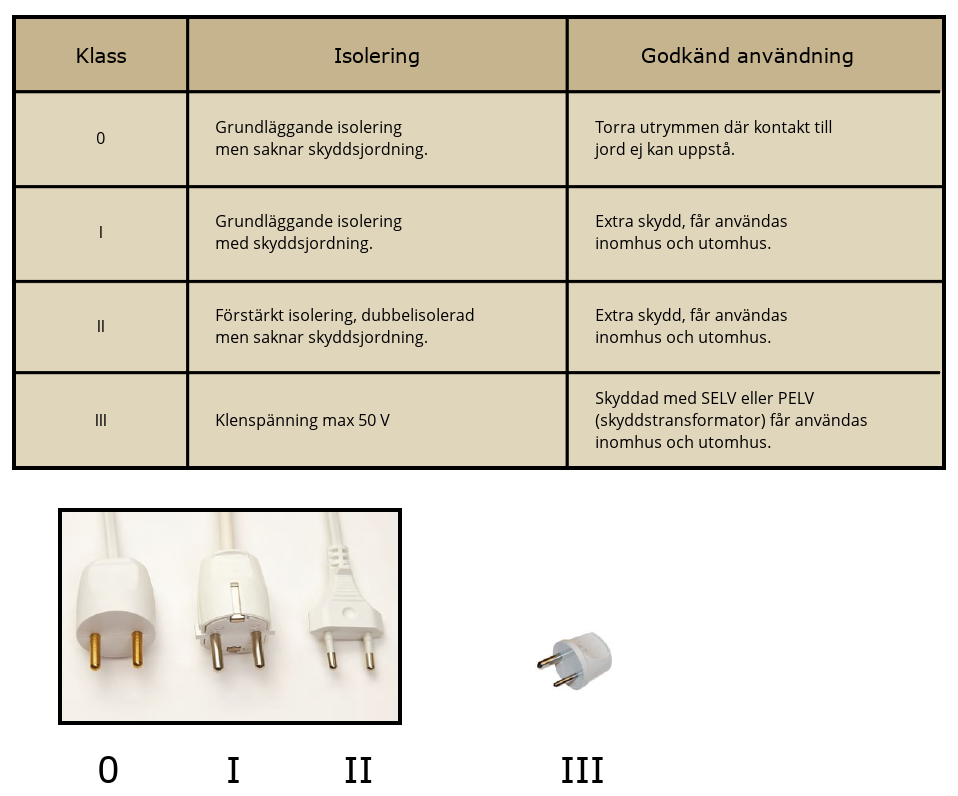 Klass Isolering Godkänd användning
0
Grundläggande isolering
men saknar skyddsjordning.
Torra utrymmen där kontakt till
jord ej kan uppstå.
I
Grundläggande isolering
med skyddsjordning.
Extra skydd, får användas
inomhus och utomhus.
II
Förstärkt isolering, dubbelisolerad
men saknar skyddsjordning.
Extra skydd, får användas
inomhus och utomhus.
III
Klenspänning max 50 V
Skyddad med SELV eller PELV
(skyddstransformator) får användas
inomhus och utomhus.
0 I II III